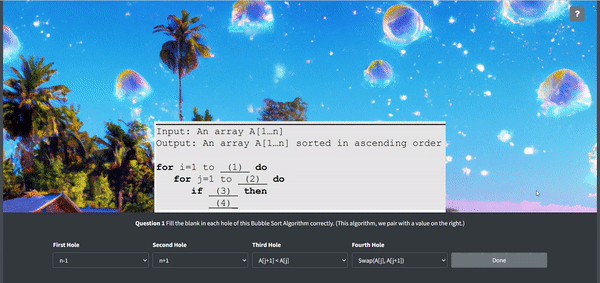 ?
Input: An array A[1…n]
Output: An array A[1…n] sorted in ascending order
for i=1 to _(1)_ do
for j=1 to _(2)_ do
if _(3)_ then
_(4)_
Question 1 Fill the blank in each hole of this Bubble Sort Algorithm correctly. (This algorithm, we pair with a value on the right.)
First Hole Second Hole Third Hole Fourth Hole
n-1 n+1 A[j+1] < A[j] Swap(A[j], A[j+1]) Done